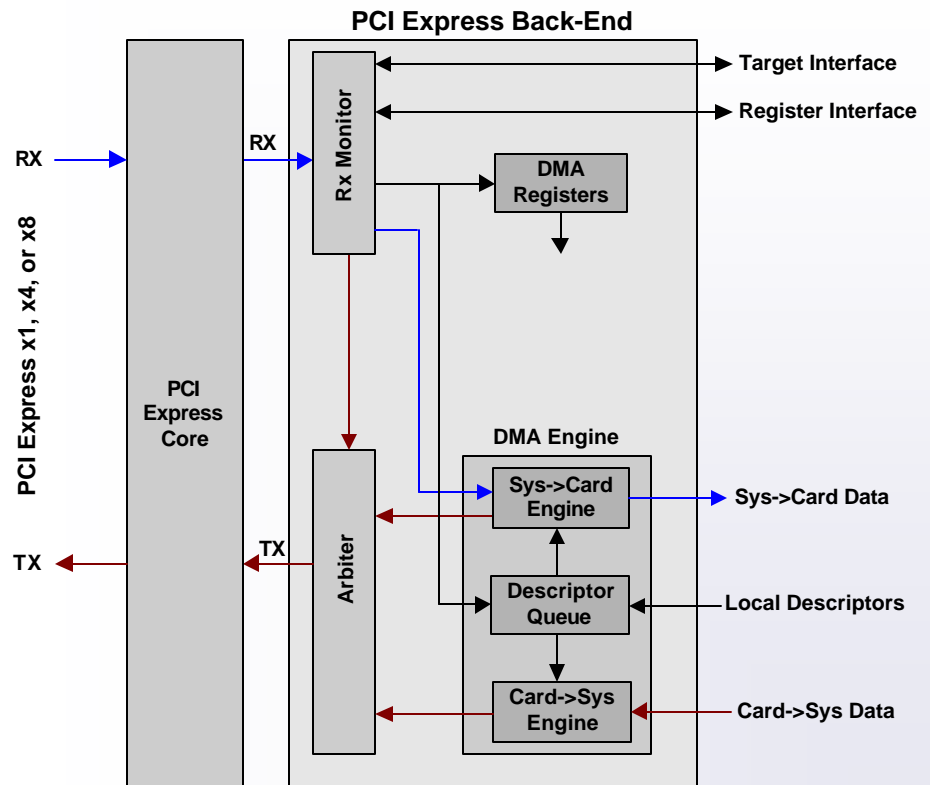 PCI Express Back-End
Target Interface
Register Interface
RX
RX
Rx Monitor
DMA
Registers
PCI Express x1, x4, or x8
PCI
Express
Core
DMA Engine
Sys->Card
Engine
Sys->Card Data
TX
TX
Arbiter
Descriptor
Queue
Local Descriptors
Card->Sys
Engine
Card->Sys Data